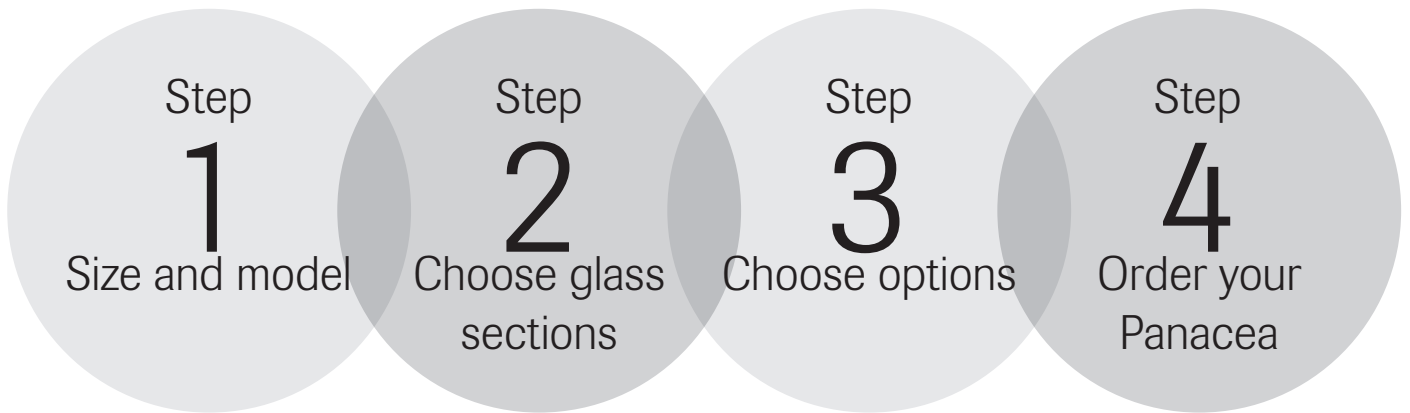 Step
1
Size and model
Step
2
Choose glass
sections
Step
3
Choose options
Step
4
Order your
Panacea